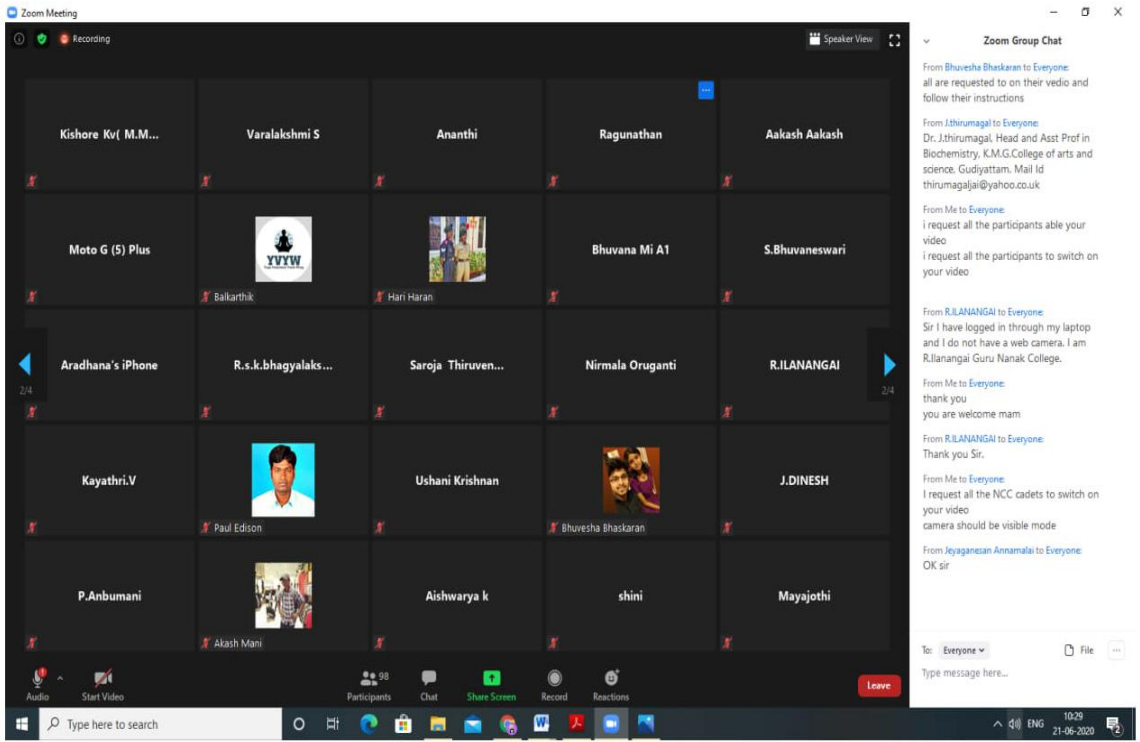 Zoom Meeting
Recording
Speaker View
Kishore Kv( M.M...
Varalakshmi S
Ananthi
Ragunathan
Aakash Aakash
Moto G (5) Plus
YVYW
Balkarthik
Hari Haran
Bhuvana Mi A1
S.Bhuvaneswari
Aradhana's iPhone
R.s.k.bhagyalaks...
Saroja Thiruven...
Nirmala Oruganti
R.ILANANGAI
2/4
2/4
Kayathri.V
Paul Edison
Ushani Krishnan
Bhuvesha Bhaskaran
J.DINESH
P.Anbumani
Akash Mani
Aishwarya k
shini
Mayajothi
Audio
Start Video
98
Participants
Chat
Share Screen
Record
Reactions
Leave
Zoom Group Chat
From Bhuvesha Bhaskaran to Everyone:
all are requested to on their vedio and
follow their instructions
From J.thirumagal to Everyone:
Dr. J.thirumagal, Head and Asst Prof in
Biochemistry, K.M.G.College of arts and
science, Gudiyattam. Mail Id
thirumagaljai@yahoo.co.uk
From Me to Everyone:
i request all the participants able your
video
i request all the participants to switch on
your video
From R.ILANANGAI to Everyone:
Sir I have logged in through my laptop
and I do not have a web camera. I am
R.Ilanangai Guru Nanak College.
From Me to Everyone:
thank you
you are welcome mam
From R.ILANANGAI to Everyone:
Thank you Sir.
From Me to Everyone:
I request all the NCC cadets to switch on
your video
camera should be visible mode
From Jeyaganesan Annamalai to Everyone:
OK sir
To: Everyone
File
Type message here...
Type here to search
ENG
10:29
21-06-2020
2